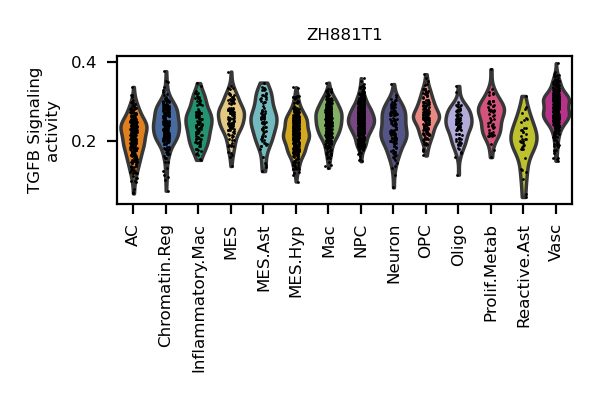 ZH881T1
TGFB Signaling
activity
0.4
0.2
AC
Chromatin.Reg
Inflammatory.Mac
MES
MES.Ast
MES.Hyp
Mac
NPC
Neuron
OPC
Oligo
Prolif.Metab
Reactive.Ast
Vasc